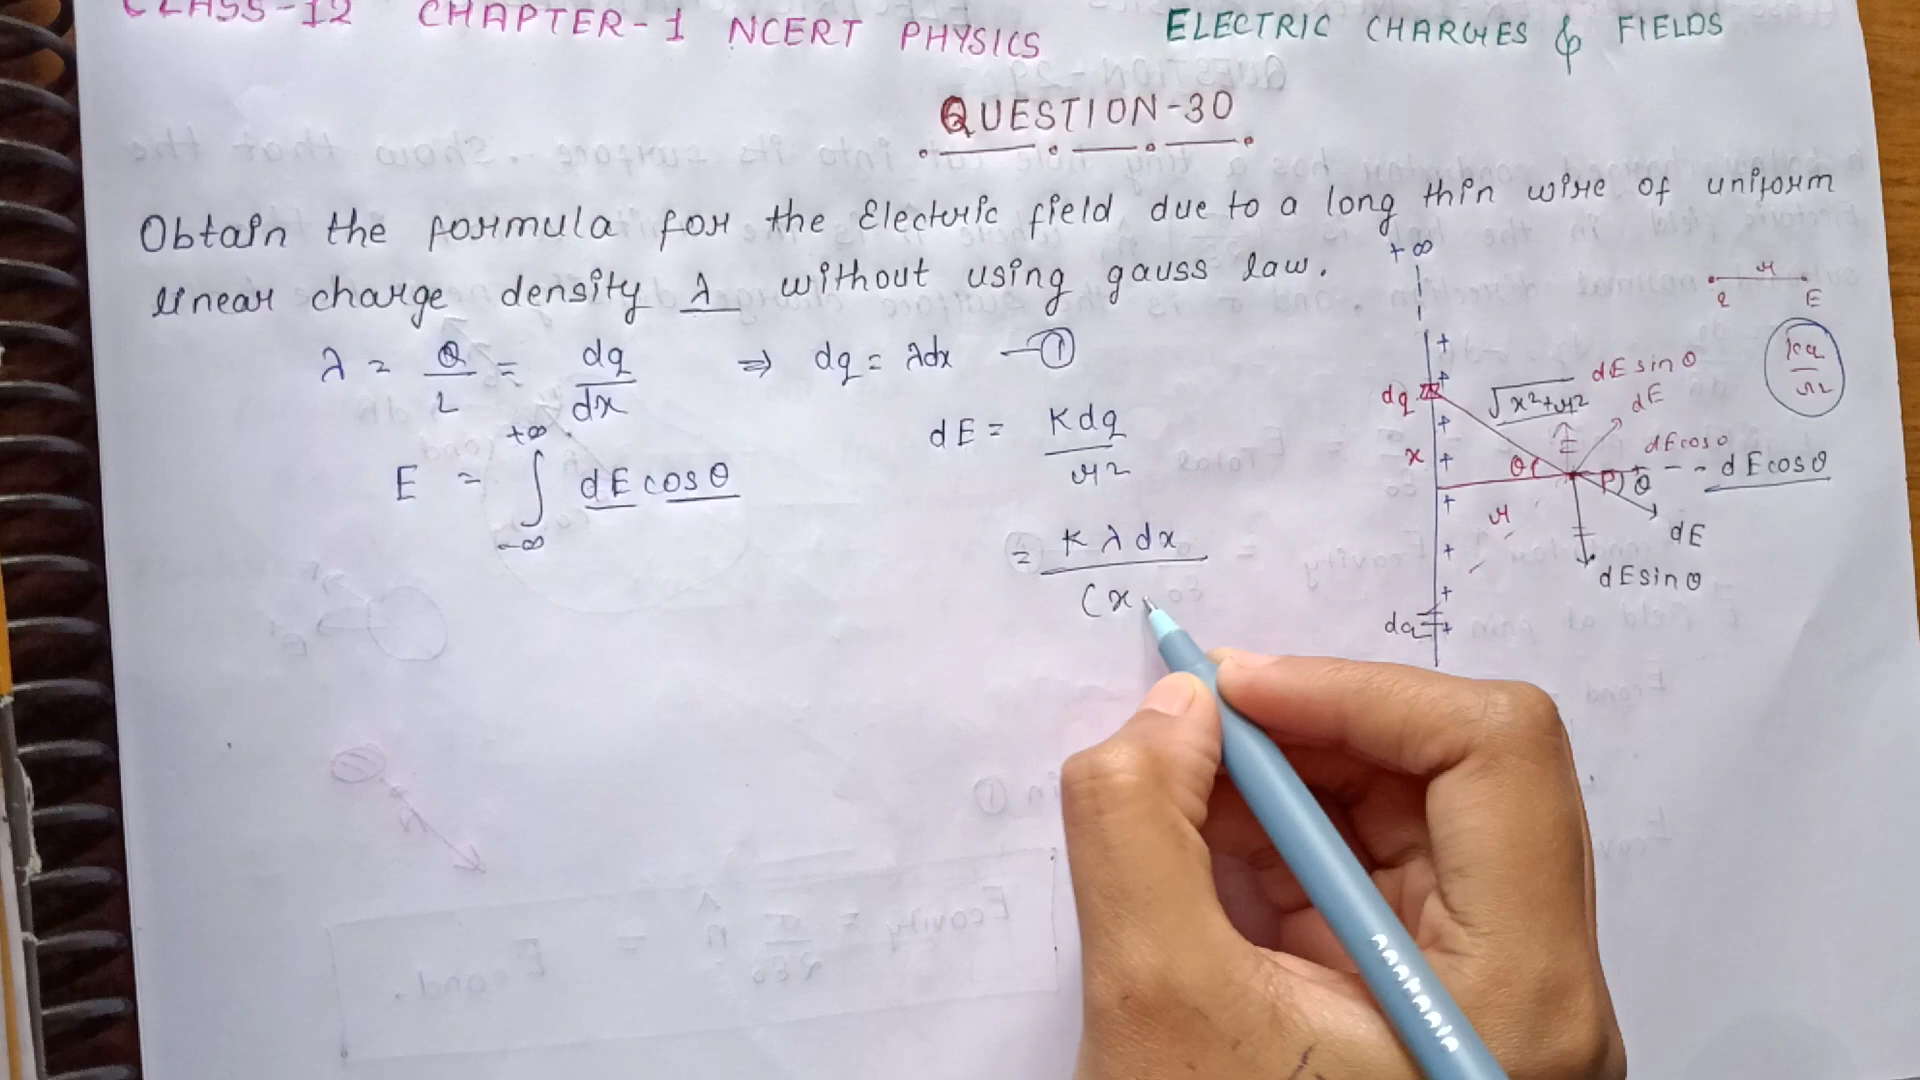 CLASS-12 CHAPTER-1 NCERT PHYSICS ELECTRIC CHARGES & FIELDS
QUESTION-30
Obtain the formula for the Electric field due to a long thin wire of uniform
linear charge density λ without using gauss law.
λ = Q/L = dq/dx ⇒ dq = λdx —①
dE = Kdq/r²
E = ∫ dE cosθ
+∞
-∞
= Kλdx
(x
+∞
r
q
E
kq/r²
dq
√x²+r²
dE sinθ
dE
dE cosθ
x
θ
P
θ
dE cosθ
r
dE
dE sinθ
dq
+
+
+
+
+
+
+
+